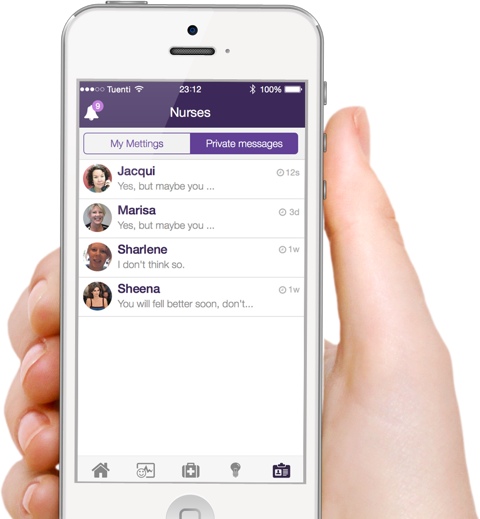 Tuenti 23:12 100%
9
Nurses
My Mettings Private messages
Jacqui 12s
Yes, but maybe you ...
Marisa 3d
Yes, but maybe you ...
Sharlene 1w
I don't think so.
Sheena 1w
You will fell better soon, don't...